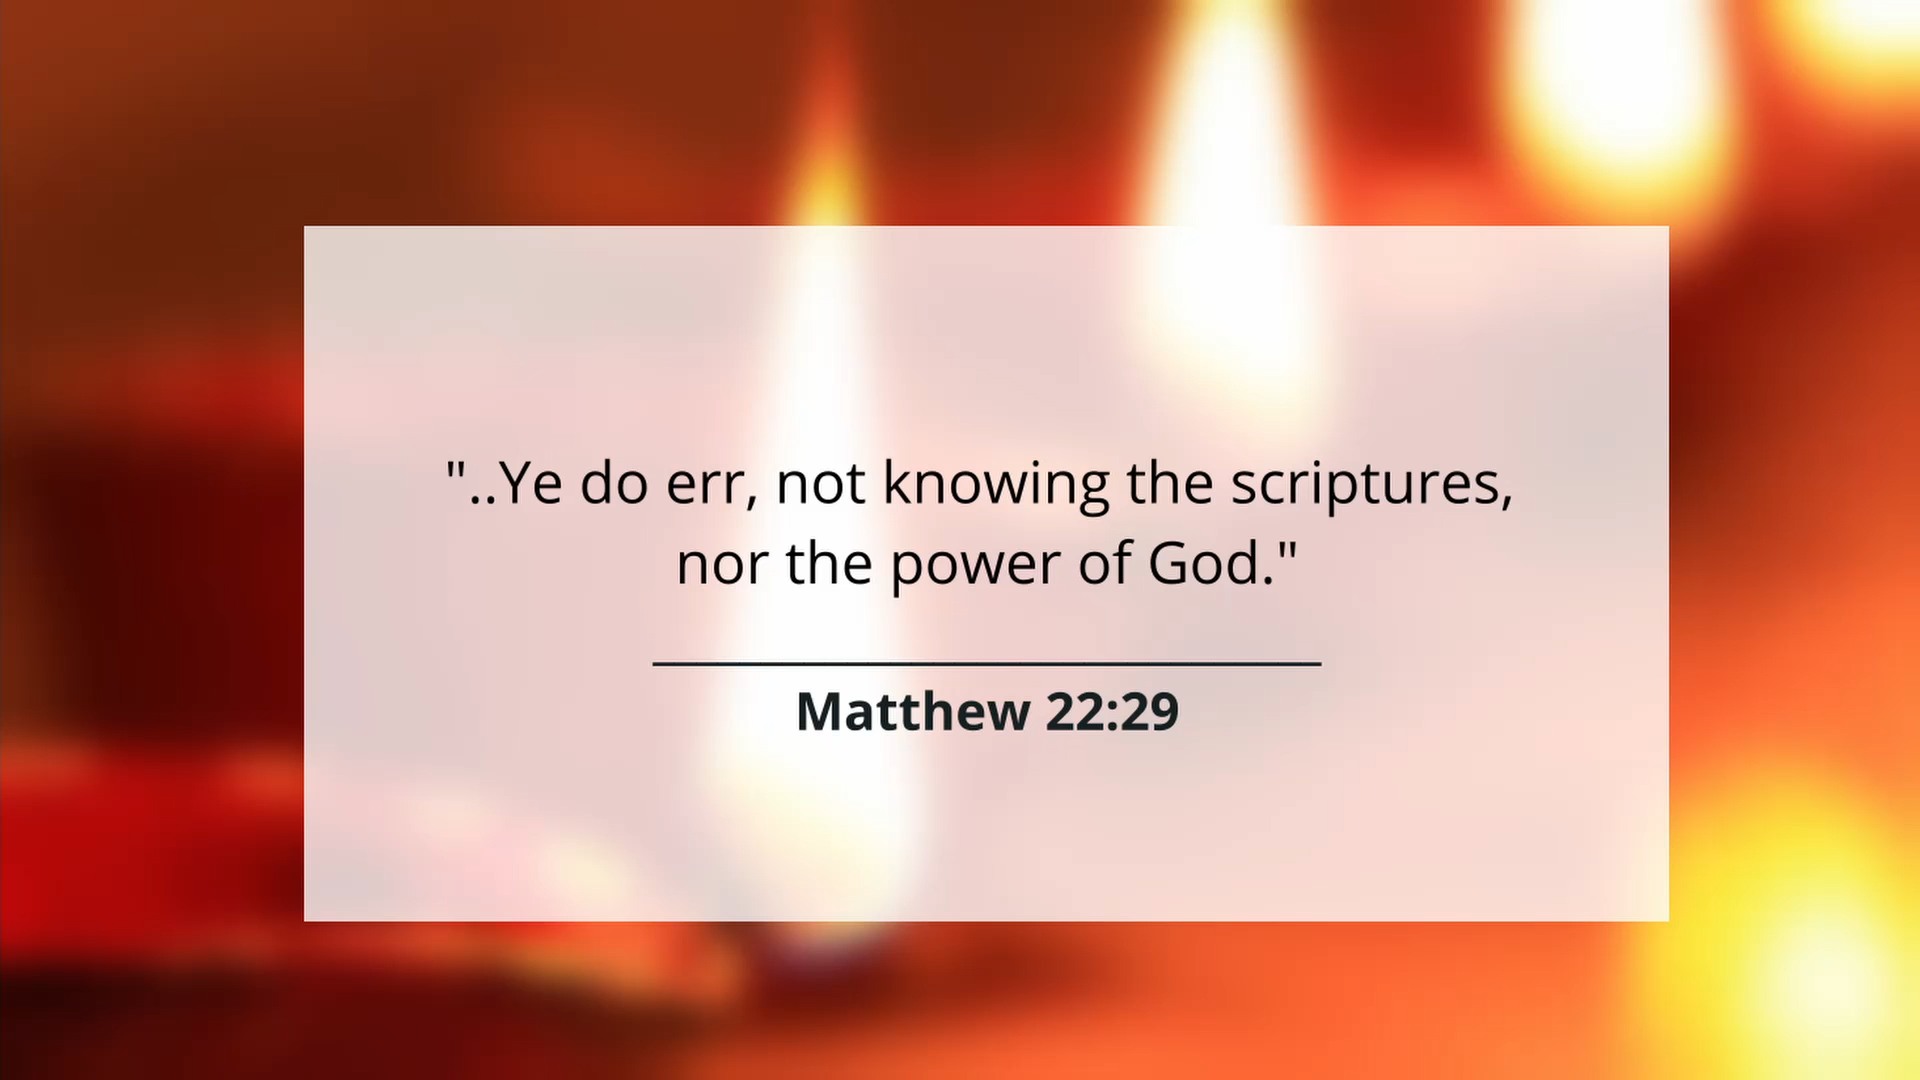 "..Ye do err, not knowing the scriptures,
nor the power of God."
Matthew 22:29